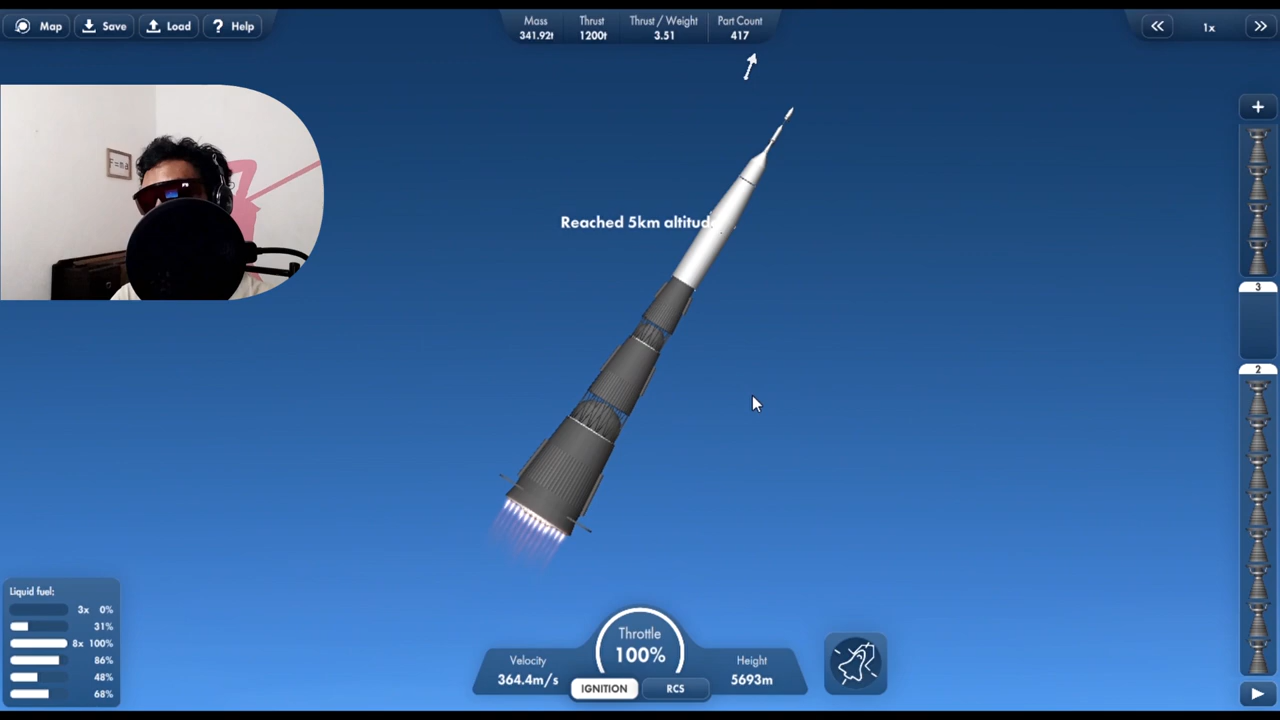 Map
Save
Load
Help
Mass
341.92t
Thrust
1200t
Thrust / Weight
3.51
Part Count
417
1x
F=ma
Reached 5km altitude
3
2
Liquid fuel:
3x 0%
31%
8x 100%
86%
48%
68%
Throttle
100%
Velocity
364.4m/s
IGNITION
RCS
Height
5693m